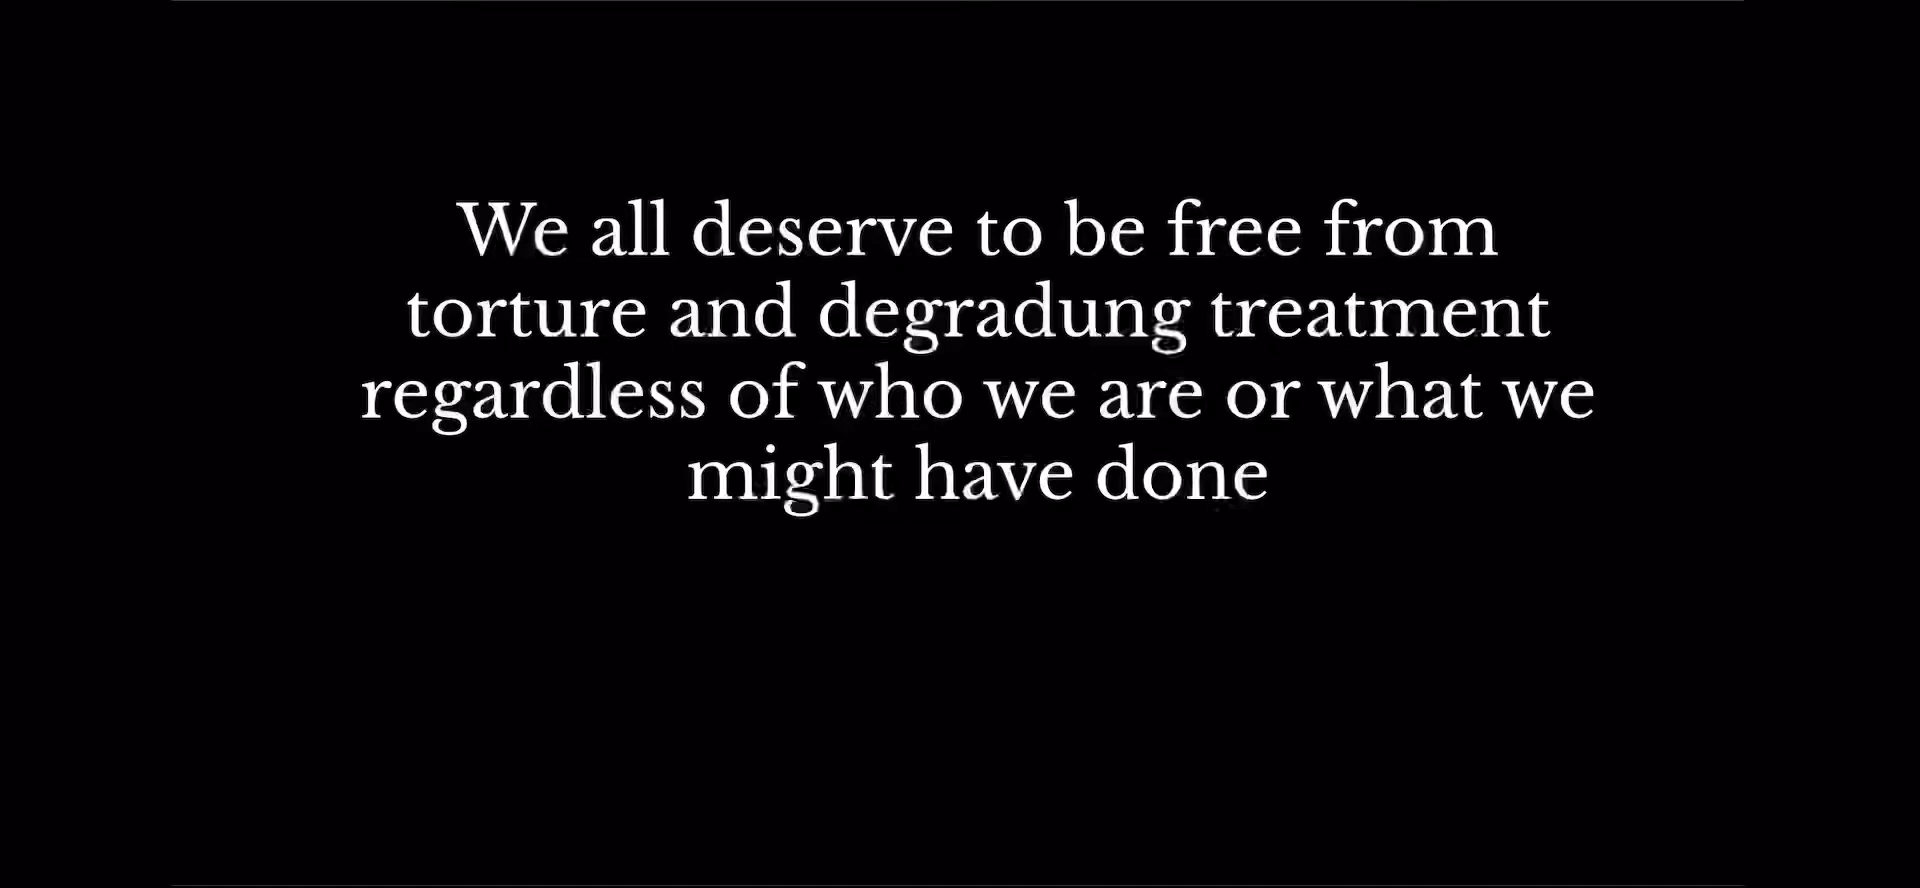 We all deserve to be free from
torture and degradung treatment
regardless of who we are or what we
might have done